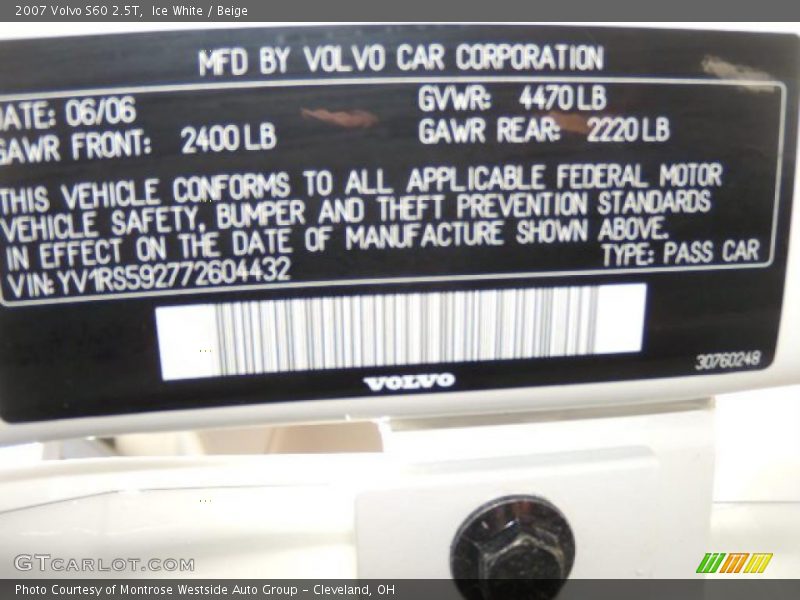 2007 Volvo S60 2.5T,  Ice White / Beige
MFD BY VOLVO CAR CORPORATION
DATE: 06/06
GVWR: 4470 LB
GAWR FRONT: 2400 LB
GAWR REAR: 2220 LB
THIS VEHICLE CONFORMS TO ALL APPLICABLE FEDERAL MOTOR
VEHICLE SAFETY, BUMPER AND THEFT PREVENTION STANDARDS
IN EFFECT ON THE DATE OF MANUFACTURE SHOWN ABOVE.
VIN: YV1RS592772604432
TYPE: PASS CAR
30760248
VOLVO
GTCARLOT.COM
Photo Courtesy of Montrose Westside Auto Group - Cleveland, OH